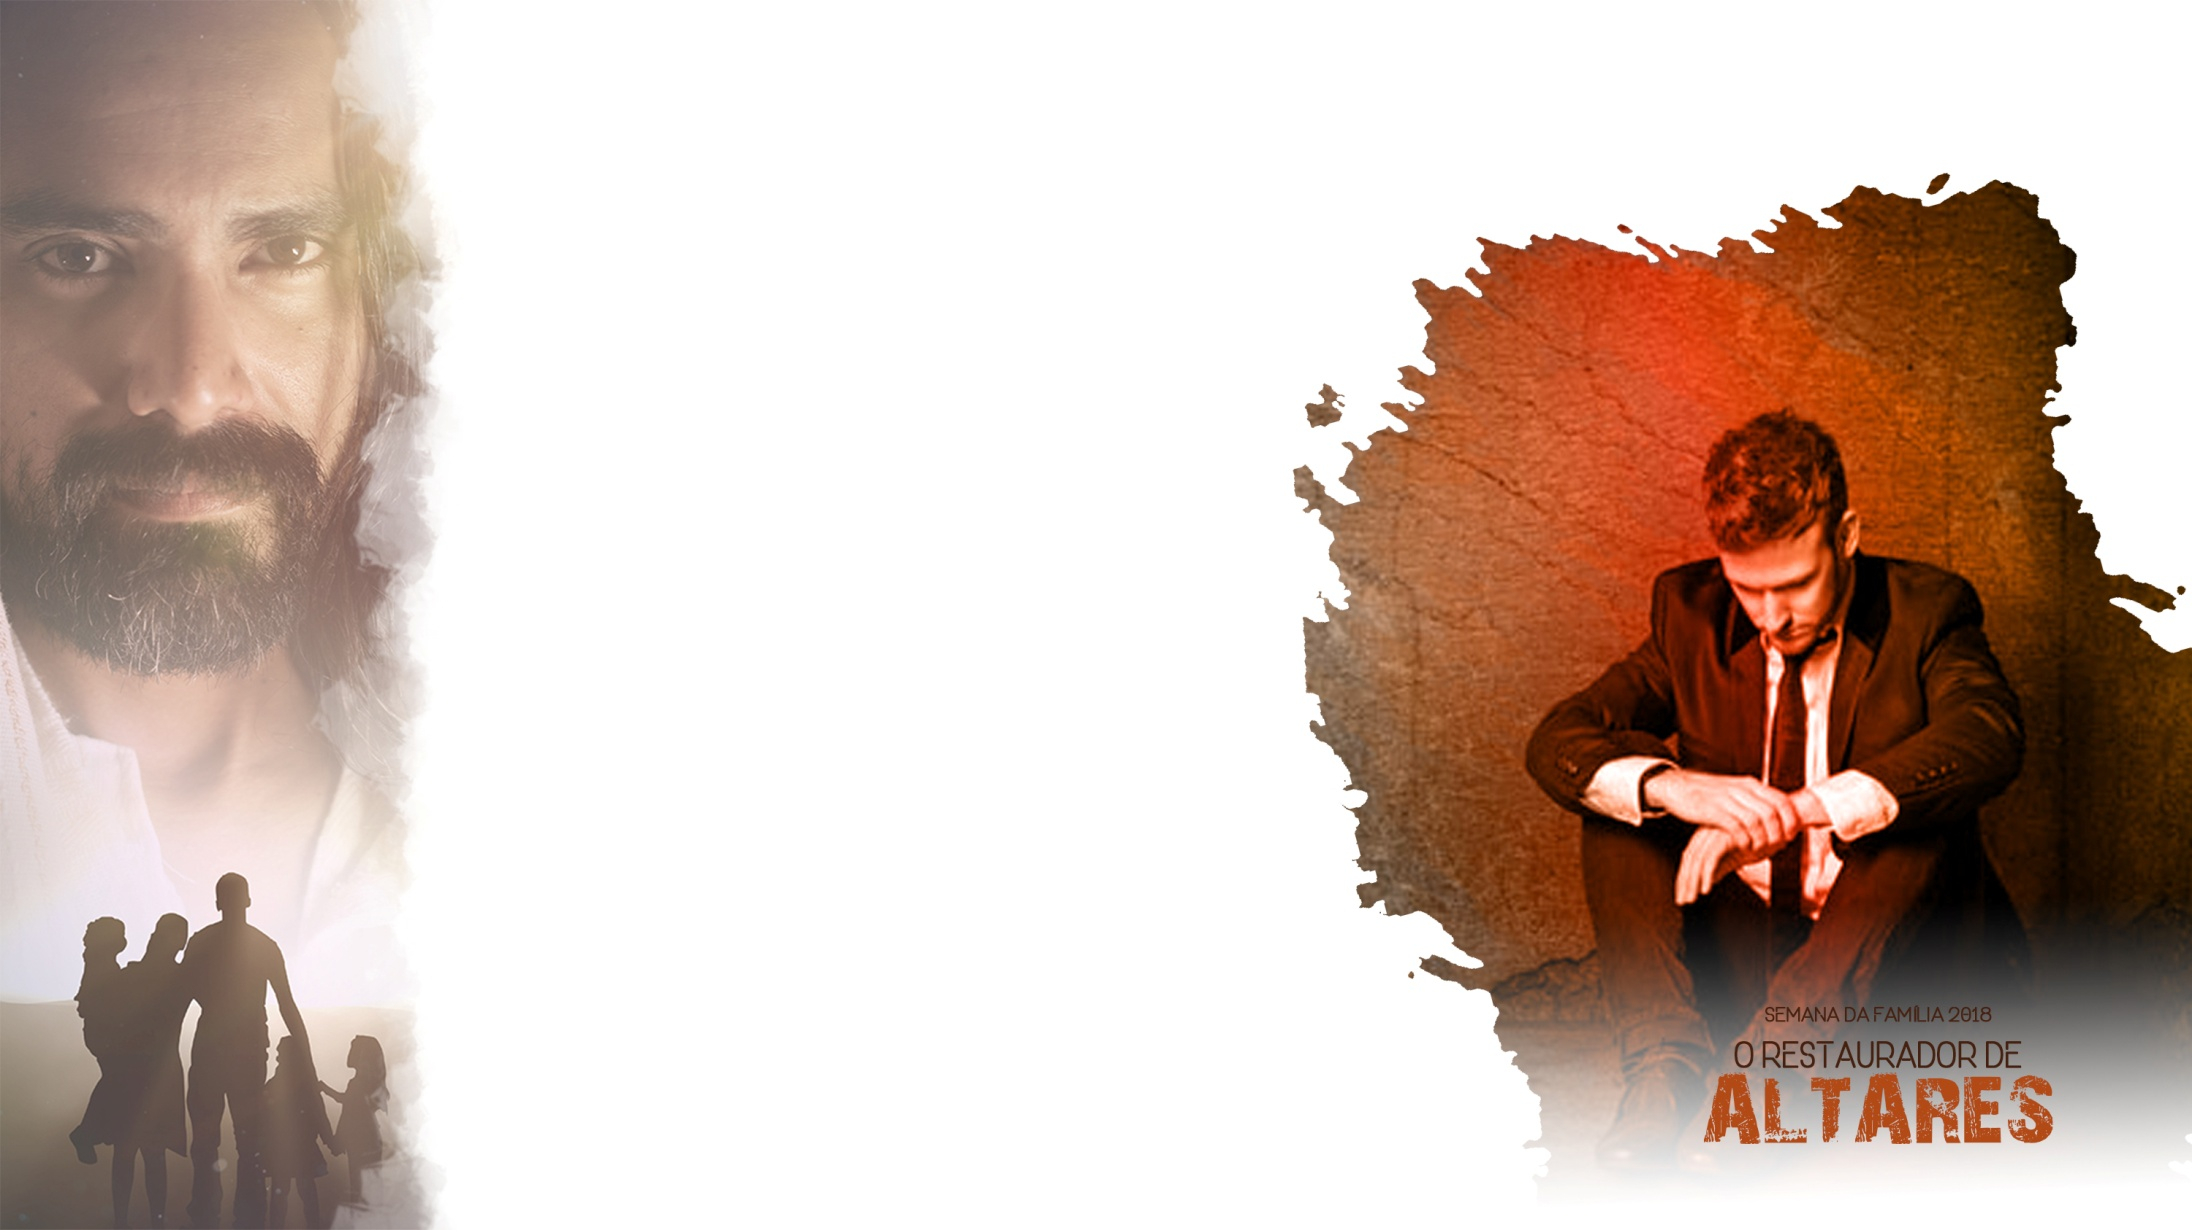 SEMANA DA FAMÍLIA 2018
O RESTAURADOR DE
ALTARES